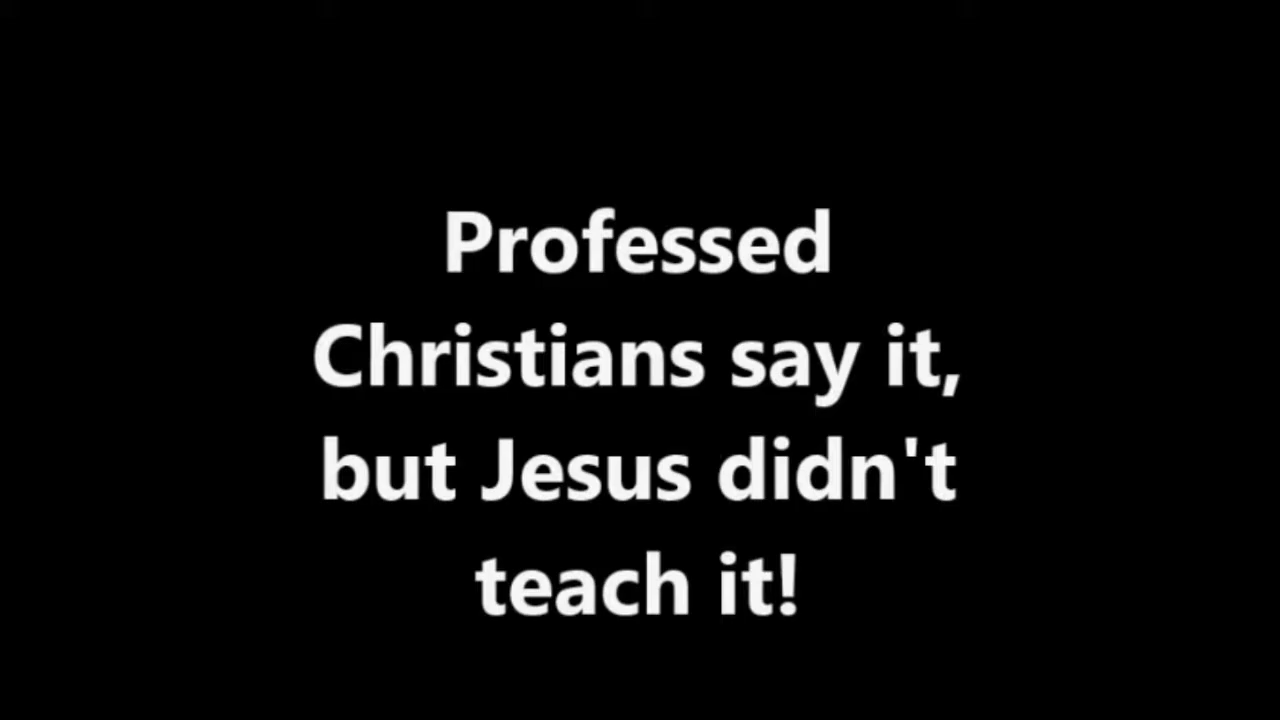 Professed
Christians say it,
but Jesus didn't
teach it!